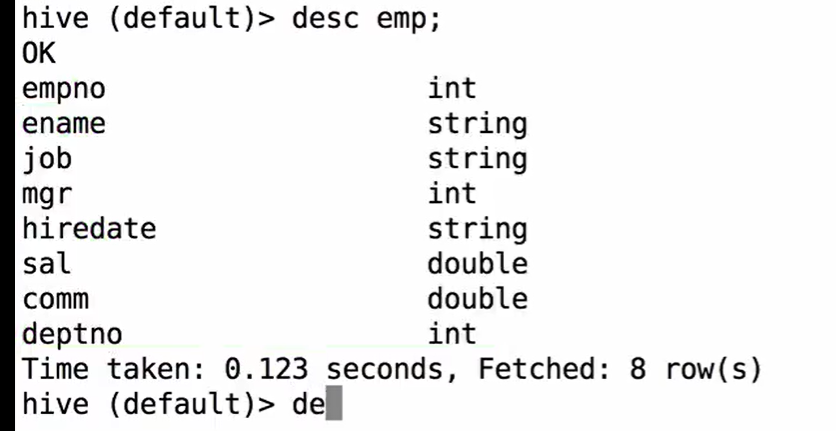 hive (default)> desc emp;
OK
empno int
ename string
job string
mgr int
hiredate string
sal double
comm double
deptno int
Time taken: 0.123 seconds, Fetched: 8 row(s)
hive (default)> de